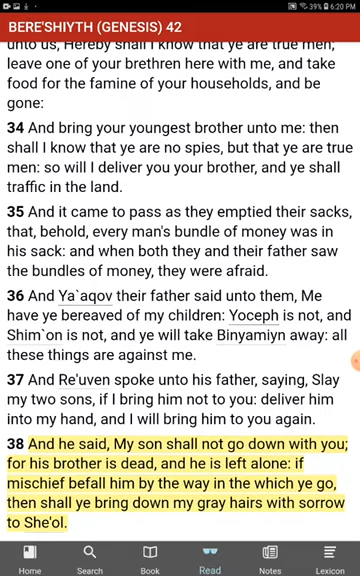 39% 6:20 PM
BERE'SHIYTH (GENESIS) 42
unto us, Hereby shall I know that ye are true men;
leave one of your brethren here with me, and take
food for the famine of your households, and be
gone:
34 And bring your youngest brother unto me: then
shall I know that ye are no spies, but that ye are true
men: so will I deliver you your brother, and ye shall
traffic in the land.
35 And it came to pass as they emptied their sacks,
that, behold, every man's bundle of money was in
his sack: and when both they and their father saw
the bundles of money, they were afraid.
36 And Ya`aqov their father said unto them, Me
have ye bereaved of my children: Yoceph is not, and
Shim`on is not, and ye will take Binyamiyn away: all
these things are against me.
37 And Re'uven spoke unto his father, saying, Slay
my two sons, if I bring him not to you: deliver him
into my hand, and I will bring him to you again.
38 And he said, My son shall not go down with you;
for his brother is dead, and he is left alone: if
mischief befall him by the way in the which ye go,
then shall ye bring down my gray hairs with sorrow
to She'ol.
Home Search Book Read Notes Lexicon